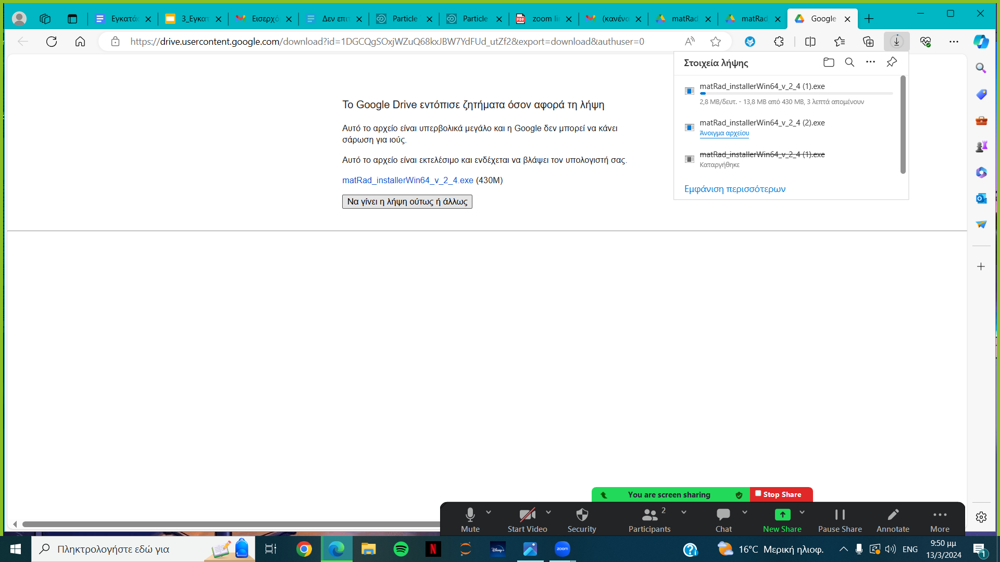 Εγκατάσ
3_Εγκατ
Εισερχό
Δεν επιτ
Particle
Particle
zoom li
(κανένα
matRad_
matRad_
Google
https://drive.usercontent.google.com/download?id=1DGCQgSOxjWZuQ68kxJBW7YdFUd_utZf2&export=download&authuser=0
Στοιχεία λήψης
matRad_installerWin64_v_2_4 (1).exe
2,8 MB/δευτ. - 13,8 MB από 430 MB, 3 λεπτά απομένουν
matRad_installerWin64_v_2_4 (2).exe
Άνοιγμα αρχείου
matRad_installerWin64_v_2_4 (1).exe
Καταργήθηκε
Εμφάνιση περισσότερων
Το Google Drive εντόπισε ζητήματα όσον αφορά τη λήψη
Αυτό το αρχείο είναι υπερβολικά μεγάλο και η Google δεν μπορεί να κάνει
σάρωση για ιούς.
Αυτό το αρχείο είναι εκτελέσιμο και ενδέχεται να βλάψει τον υπολογιστή σας.
matRad_installerWin64_v_2_4.exe (430M)
Να γίνει η λήψη ούτως ή άλλως
You are screen sharing
Stop Share
Mute
Start Video
Security
Participants 2
Chat
New Share
Pause Share
Annotate
More
Πληκτρολογήστε εδώ για
N
Disney+
zoom
16°C Μερική ηλιοφ.
ENG
9:50 μμ
13/3/2024
1